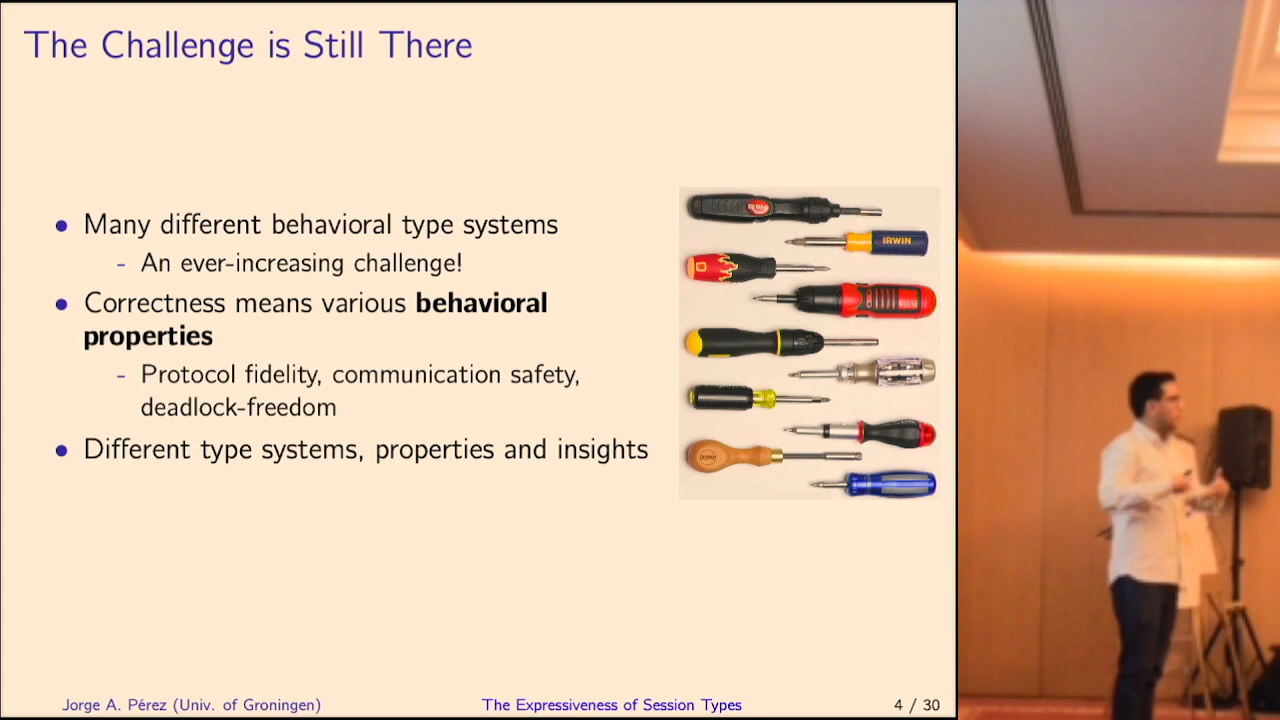 The Challenge is Still There
• Many different behavioral type systems
- An ever-increasing challenge!
• Correctness means various behavioral
properties
- Protocol fidelity, communication safety,
deadlock-freedom
• Different type systems, properties and insights
IRWIN
Jorge A. Pérez (Univ. of Groningen)
The Expressiveness of Session Types
4 / 30